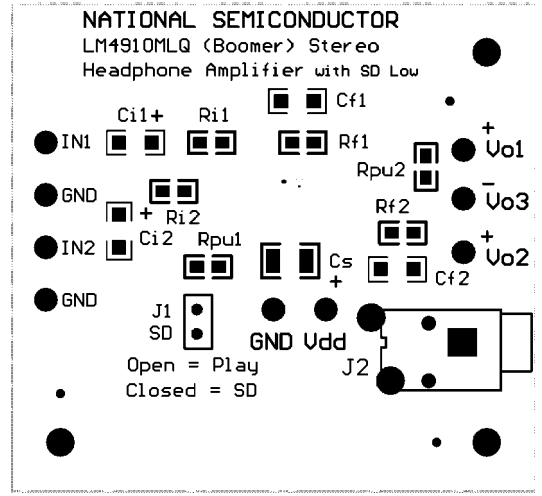 NATIONAL SEMICONDUCTOR
LM4910MLQ (Boomer) Stereo
Headphone Amplifier with SD Low
Cf1
Ci1+
Ri1
IN1
Rf1
+
Vo1
Rpu2
GND
-
Vo3
Ri2
+
Ci2
Rf2
IN2
Rpu1
+
Vo2
Cs
+
Cf2
GND
J1
SD
GND Vdd
J2
Open = Play
Closed = SD